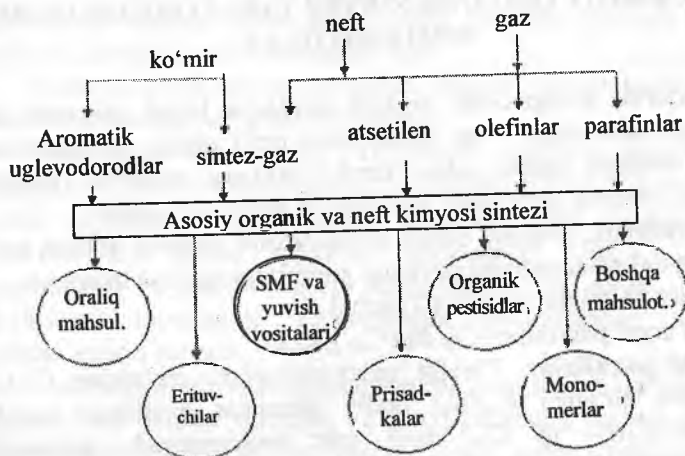 neft
gaz
ko‘mir
Aromatik
uglevodorodlar
sintez-gaz
atsetilen
olefinlar
parafinlar
Asosiy organik va neft kimyosi sintezi
Oraliq
mahsul.
SMF va
yuvish
vositalari
Organik
pestisidlar
Boshqa
mahsulot.
Erituv-
chilar
Prisad-
kalar
Mono-
merlar